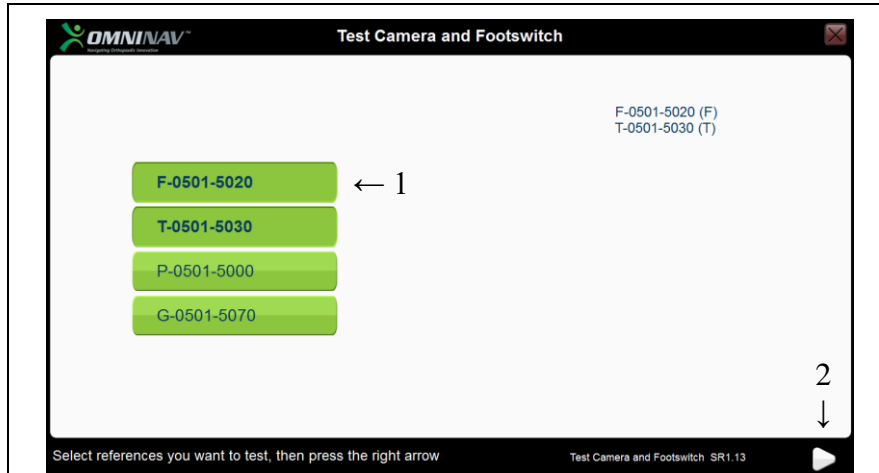 OMNINAV™
Navigating Orthopaedic Innovation
Test Camera and Footswitch
F-0501-5020 (F)
T-0501-5030 (T)
F-0501-5020
← 1
T-0501-5030
P-0501-5000
G-0501-5070
2
↓
Select references you want to test, then press the right arrow
Test Camera and Footswitch SR1.13